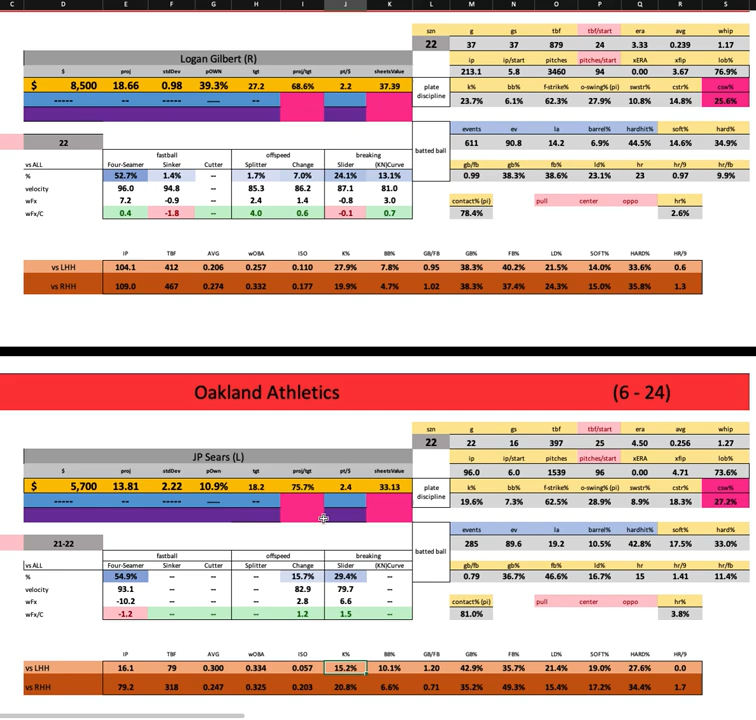 C D E F G H I J K L M N O P Q R S
szn g gs tbf tbf/start era avg whip
22 37 37 879 24 3.33 0.239 1.17
Logan Gilbert (R)
ip ip/start pitches pitches/start xERA xfip lob%
213.1 5.8 3460 94 0.00 3.67 76.9%
$ proj stdDev pOWN tgt proj/tgt pt/$ sheetsValue
$ 8,500 18.66 0.98 39.3% 27.2 68.6% 2.2 37.39
plate discipline
k% bb% f-strike% o-swing% (pi) swstr% cstr% csw%
23.7% 6.1% 62.3% 27.9% 10.8% 14.8% 25.6%
----- -- ----- ---- --
events ev la barrel% hardhit% soft% hard%
22 611 90.8 14.2 6.9% 44.5% 14.6% 34.9%
batted ball
fastball offspeed breaking
vs ALL Four-Seamer Sinker Cutter Splitter Change Slider (KN)Curve
gb/fb gb% fb% ld% hr hr/9 hr/fb
% 52.7% 1.4% -- 1.7% 7.0% 24.1% 13.1%
0.99 38.3% 38.6% 23.1% 23 0.97 9.9%
velocity 96.0 94.8 -- 85.3 86.2 87.1 81.0
wFx 7.2 -0.9 -- 2.4 1.4 -0.8 3.0
contact% (pi) pull center oppo hr%
wFx/C 0.4 -1.8 -- 4.0 0.6 -0.1 0.7
78.4% 2.6%
IP TBF AVG wOBA ISO K% BB% GB/FB GB% FB% LD% SOFT% HARD% HR/9
vs LHH 104.1 412 0.206 0.257 0.110 27.9% 7.8% 0.95 38.3% 40.2% 21.5% 14.0% 33.6% 0.6
vs RHH 109.0 467 0.274 0.332 0.177 19.9% 4.7% 1.02 38.3% 37.4% 24.3% 15.0% 35.8% 1.3
Oakland Athletics (6 - 24)
szn g gs tbf tbf/start era avg whip
22 22 16 397 25 4.50 0.256 1.27
JP Sears (L)
ip ip/start pitches pitches/start xERA xfip lob%
96.0 6.0 1539 96 0.00 4.71 73.6%
$ proj stdDev pOwn tgt proj/tgt pt/$ sheetsValue
$ 5,700 13.81 2.22 10.9% 18.2 75.7% 2.4 33.13
plate discipline
k% bb% f-strike% o-swing% (pi) swstr% cstr% csw%
19.6% 7.3% 62.5% 28.9% 8.9% 18.3% 27.2%
----- -- ----- ---- --
events ev la barrel% hardhit% soft% hard%
21-22 285 89.6 19.2 10.5% 42.8% 17.5% 33.0%
batted ball
fastball offspeed breaking
vs ALL Four-Seamer Sinker Cutter Splitter Change Slider (KN)Curve
gb/fb gb% fb% ld% hr hr/9 hr/fb
% 54.9% -- -- -- 15.7% 29.4% --
0.79 36.7% 46.6% 16.7% 15 1.41 11.4%
velocity 93.1 -- -- -- 82.9 79.7 --
wFx -10.2 -- -- -- 2.8 6.6 --
contact% (pi) pull center oppo hr%
wFx/C -1.2 -- -- -- 1.2 1.5 --
81.0% 3.8%
IP TBF AVG wOBA ISO K% BB% GB/FB GB% FB% LD% SOFT% HARD% HR/9
vs LHH 16.1 79 0.300 0.334 0.057 15.2% 10.1% 1.20 42.9% 35.7% 21.4% 19.0% 27.6% 0.0
vs RHH 79.2 318 0.247 0.325 0.203 20.8% 6.6% 0.71 35.2% 49.3% 15.4% 17.2% 34.4% 1.7